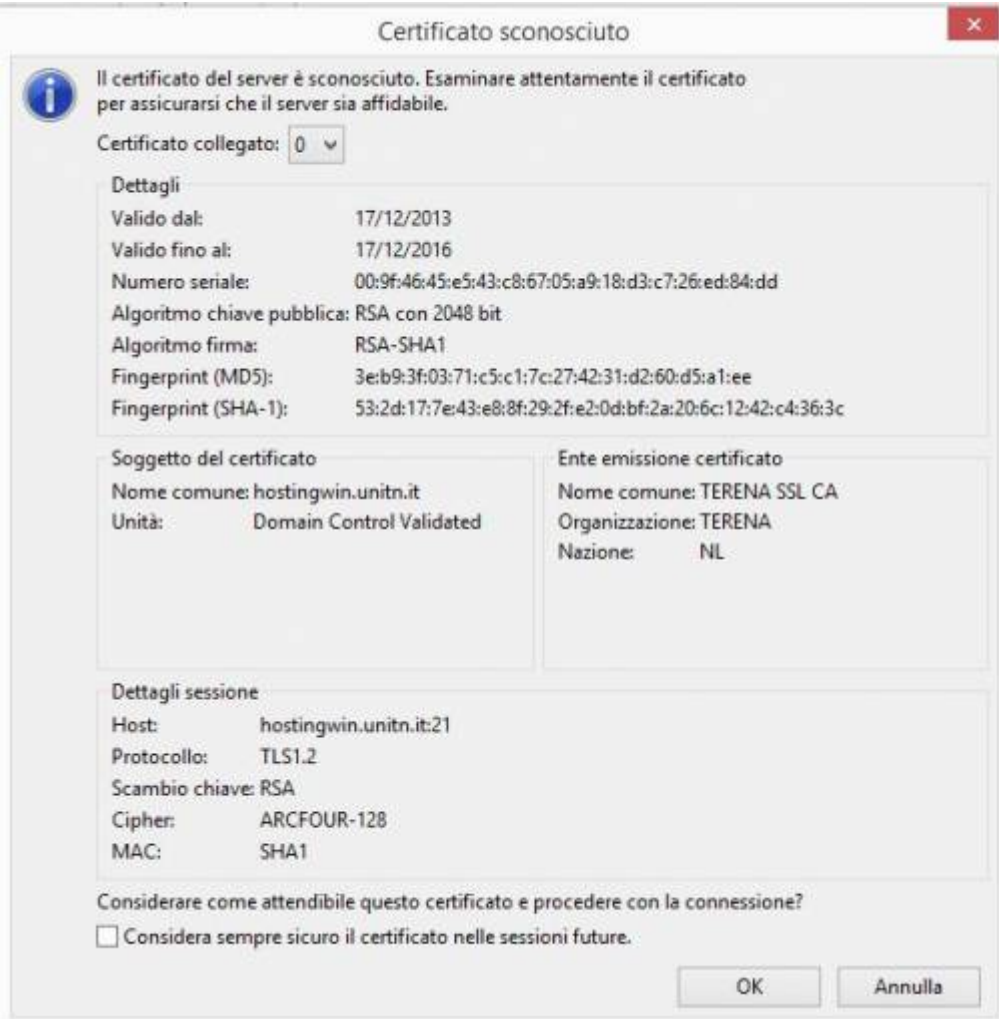 Certificato sconosciuto
Il certificato del server è sconosciuto. Esaminare attentamente il certificato
per assicurarsi che il server sia affidabile.
Certificato collegato: 0
Dettagli
Valido dal: 17/12/2013
Valido fino al: 17/12/2016
Numero seriale: 00:9f:46:45:e5:43:c8:67:05:a9:18:d3:c7:26:ed:84:dd
Algoritmo chiave pubblica: RSA con 2048 bit
Algoritmo firma: RSA-SHA1
Fingerprint (MD5): 3e:b9:3f:03:71:c5:c1:7c:27:42:31:d2:60:d5:a1:ee
Fingerprint (SHA-1): 53:2d:17:7e:43:e8:8f:29:2f:e2:0d:bf:2a:20:6c:12:42:c4:36:3c
Soggetto del certificato
Nome comune: hostingwin.unitn.it
Unità: Domain Control Validated
Ente emissione certificato
Nome comune: TERENA SSL CA
Organizzazione: TERENA
Nazione: NL
Dettagli sessione
Host: hostingwin.unitn.it:21
Protocollo: TLS1.2
Scambio chiave: RSA
Cipher: ARCFOUR-128
MAC: SHA1
Considerare come attendibile questo certificato e procedere con la connessione?
Considera sempre sicuro il certificato nelle sessioni future.
OK Annulla